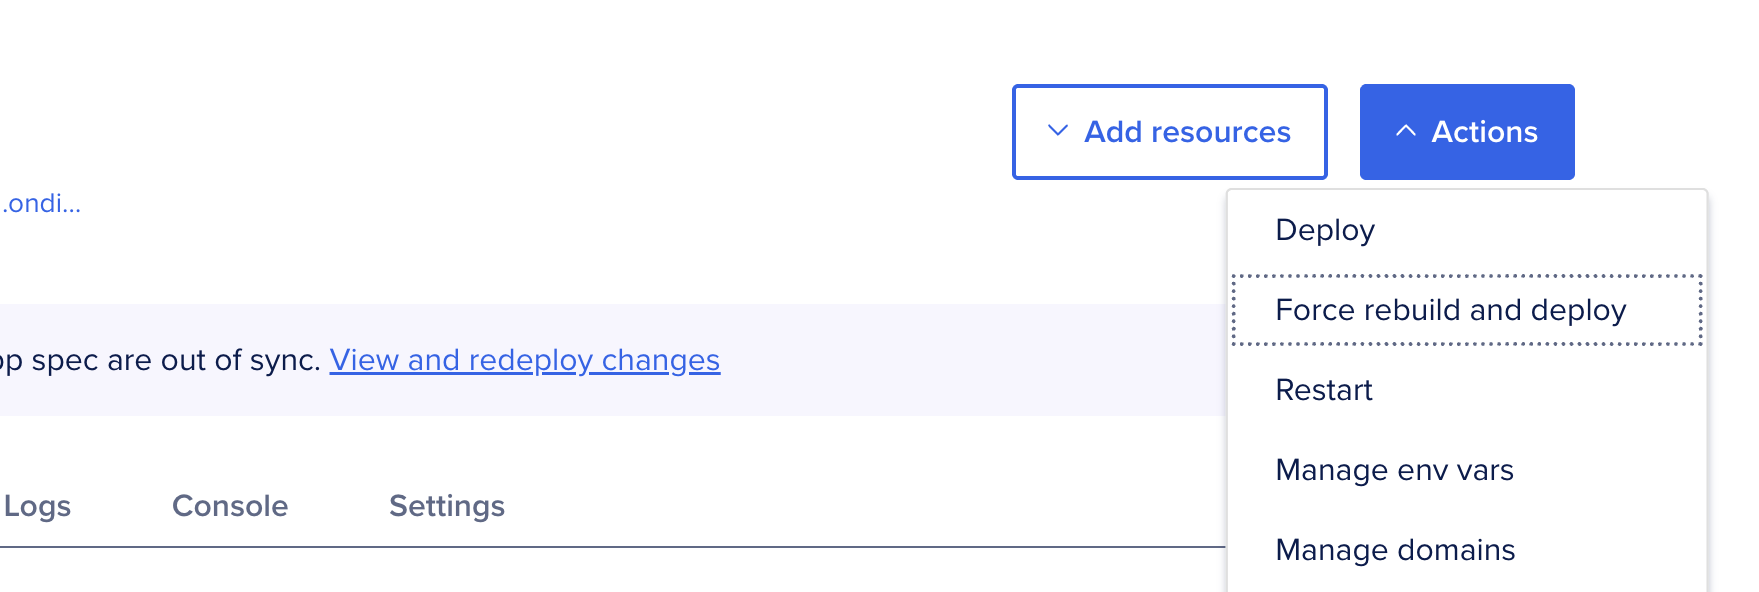 Add resources
Actions
.ondi...
Deploy
Force rebuild and deploy
spec are out of sync. View and redeploy changes
Restart
Manage env vars
Logs
Console
Settings
Manage domains